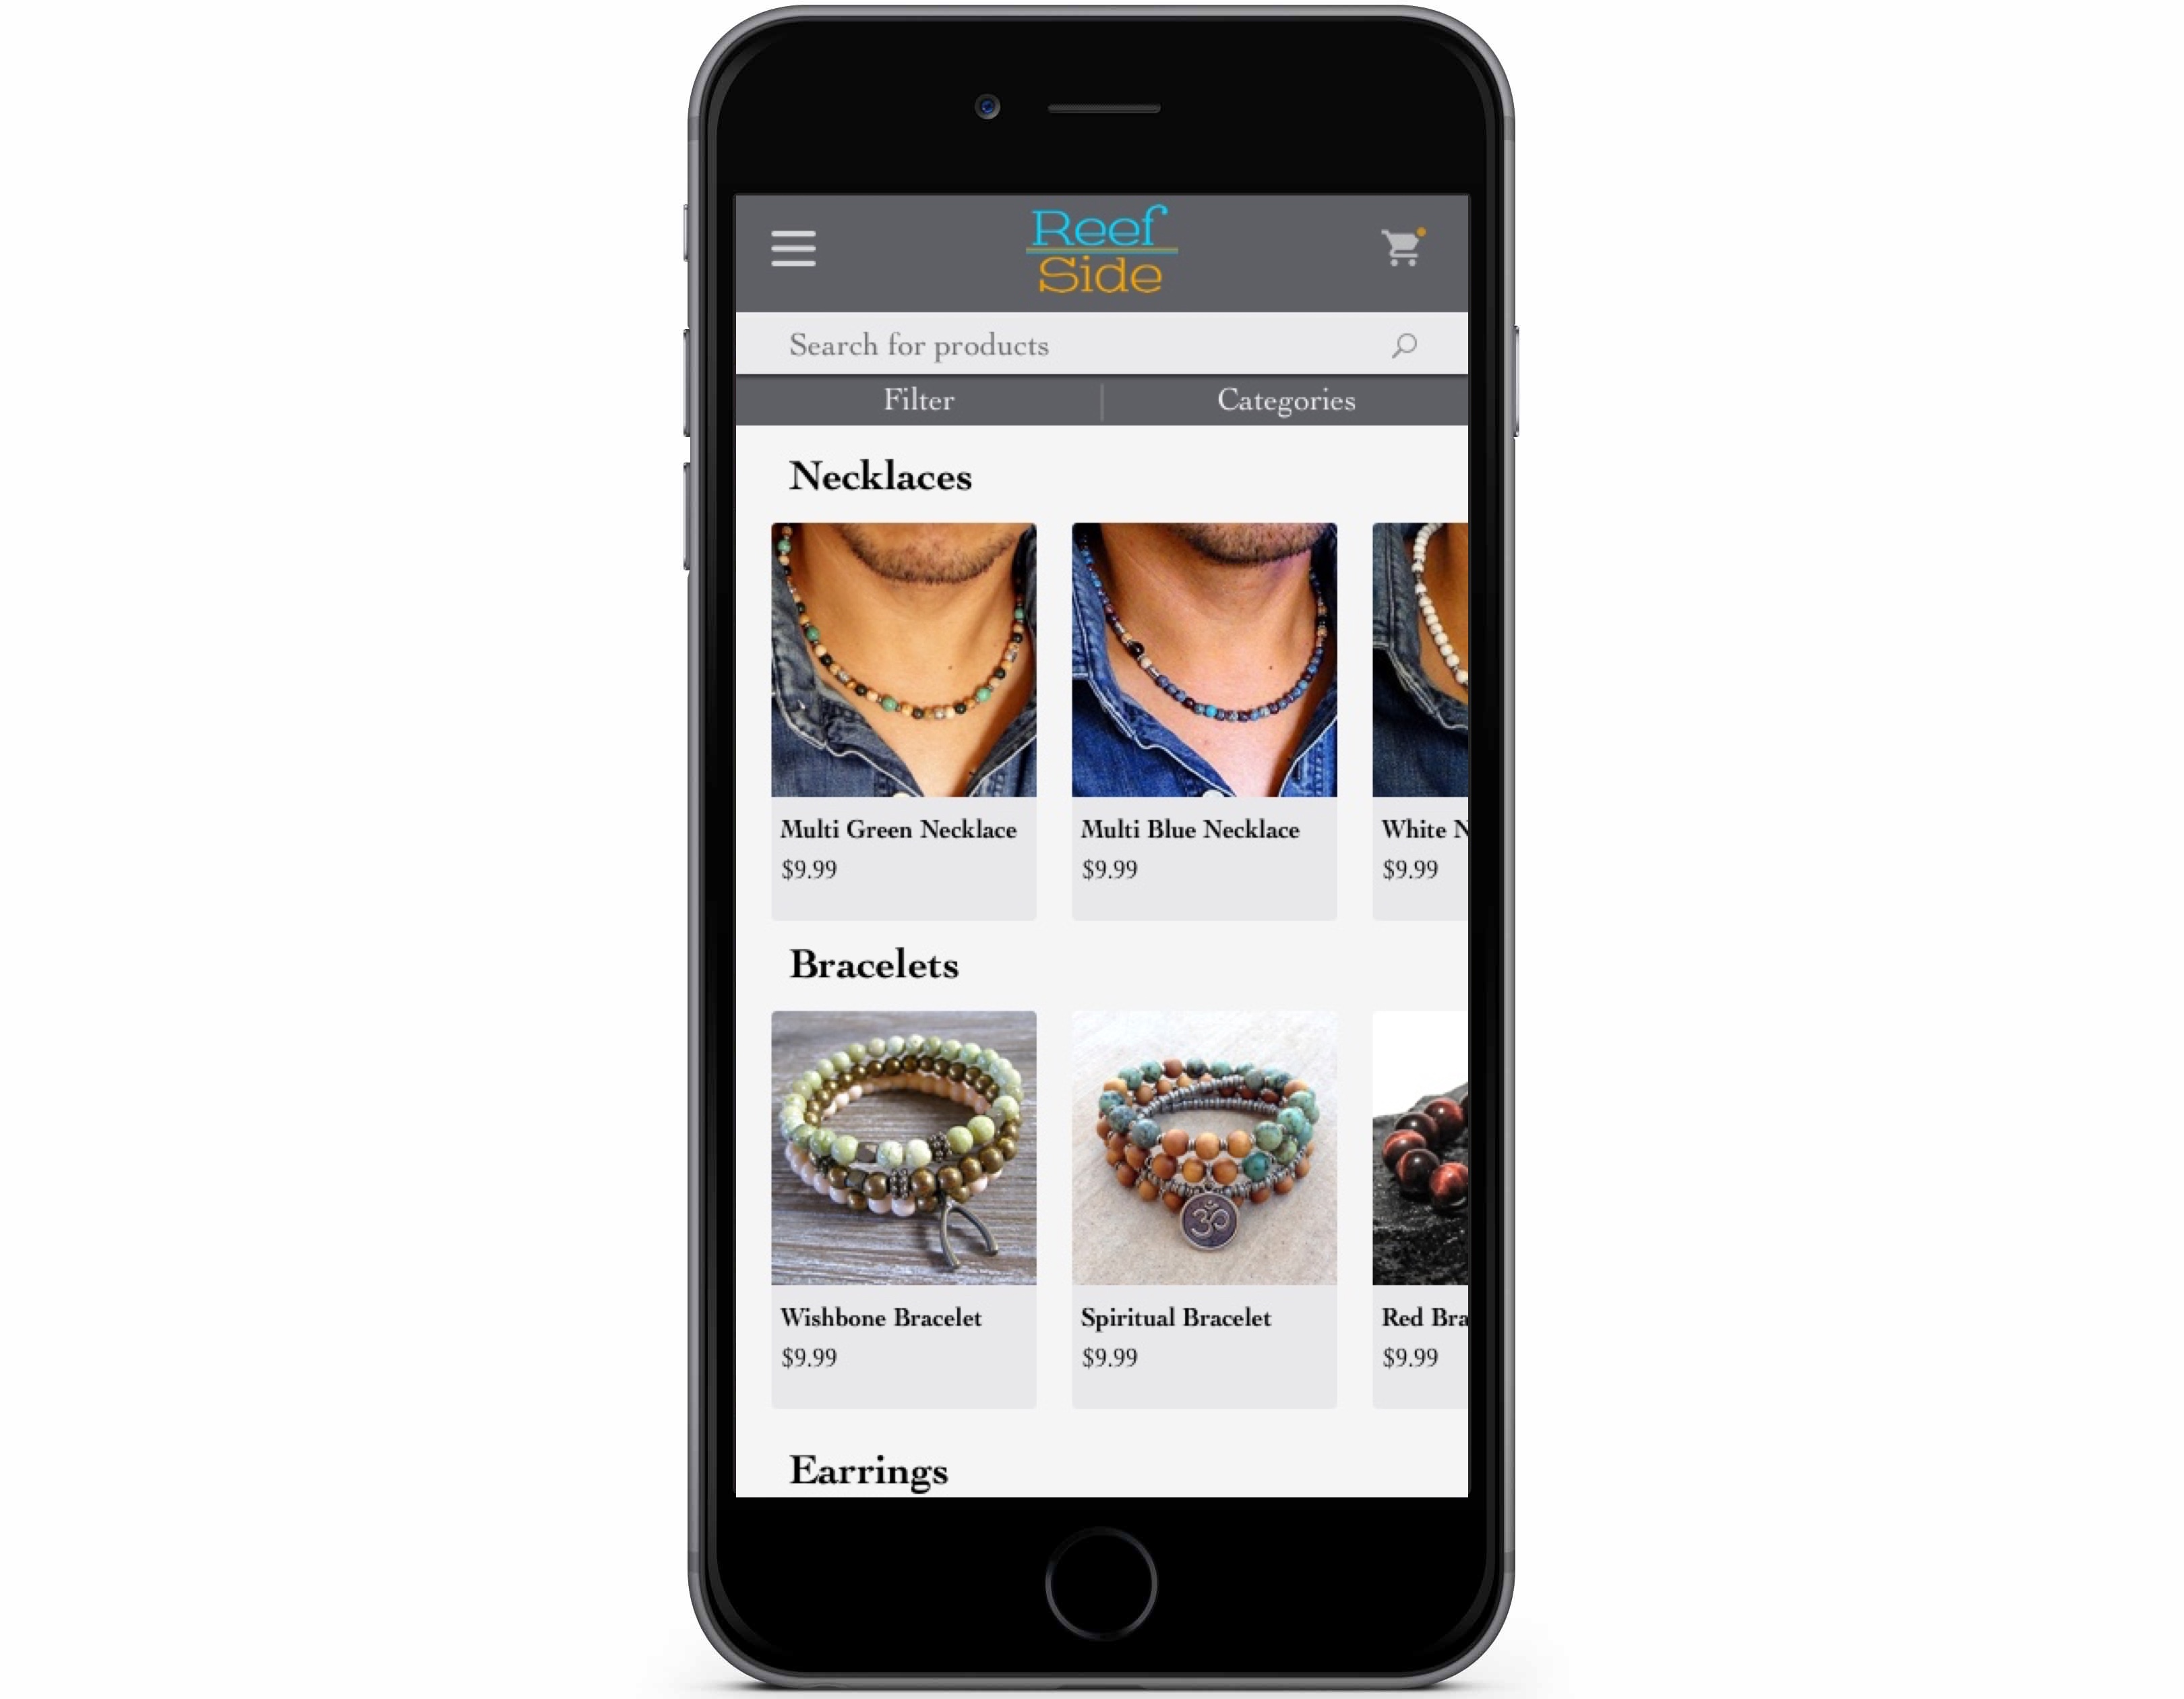 Reef
Side
Search for products
Filter
Categories
Necklaces
Multi Green Necklace
$9.99
Multi Blue Necklace
$9.99
White N
$9.99
Bracelets
Wishbone Bracelet
$9.99
Spiritual Bracelet
$9.99
Red Bra
$9.99
Earrings